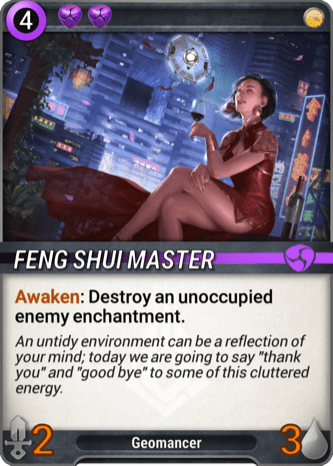 4
FENG SHUI MASTER
Awaken: Destroy an unoccupied
enemy enchantment.
An untidy environment can be a reflection of
your mind; today we are going to say "thank
you" and "good bye" to some of this cluttered
energy.
2
Geomancer
3